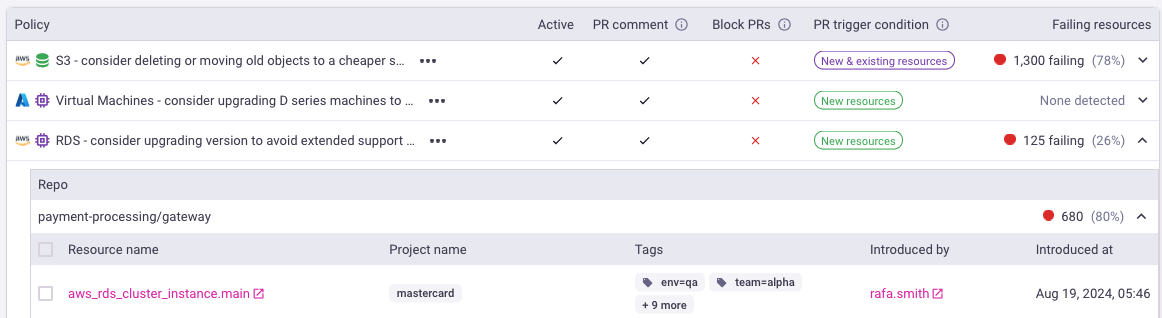 Policy Active PR comment Block PRs PR trigger condition Failing resources
aws S3 - consider deleting or moving old objects to a cheaper s... New & existing resources 1,300 failing (78%)
Virtual Machines - consider upgrading D series machines to ... New resources None detected
aws RDS - consider upgrading version to avoid extended support ... New resources 125 failing (26%)
Repo
payment-processing/gateway 680 (80%)
Resource name Project name Tags Introduced by Introduced at
aws_rds_cluster_instance.main mastercard env=qa team=alpha rafa.smith Aug 19, 2024, 05:46
+ 9 more